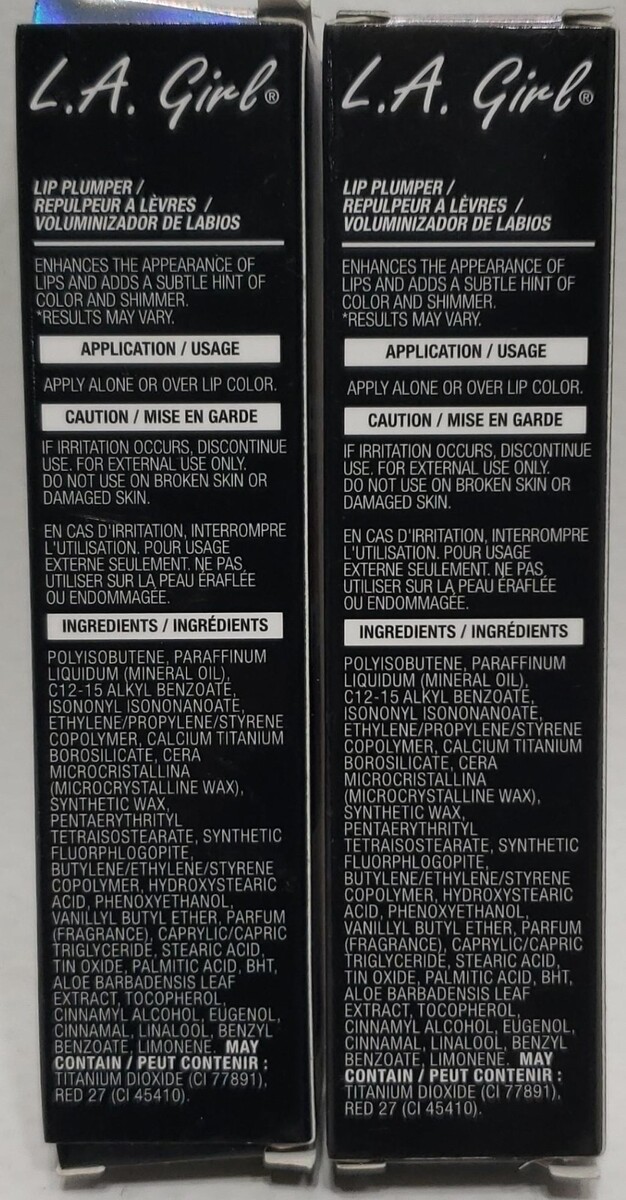 L.A. Girl®
LIP PLUMPER /
REPULPEUR A LÈVRES /
VOLUMINIZADOR DE LABIOS
ENHANCES THE APPEARANCE OF
LIPS AND ADDS A SUBTLE HINT OF
COLOR AND SHIMMER.
*RESULTS MAY VARY.
APPLICATION / USAGE
APPLY ALONE OR OVER LIP COLOR.
CAUTION / MISE EN GARDE
IF IRRITATION OCCURS, DISCONTINUE
USE. FOR EXTERNAL USE ONLY.
DO NOT USE ON BROKEN SKIN OR
DAMAGED SKIN.
EN CAS D'IRRITATION, INTERROMPRE
L'UTILISATION. POUR USAGE
EXTERNE SEULEMENT. NE PAS
UTILISER SUR LA PEAU ÉRAFLÉE
OU ENDOMMAGÉE.
INGREDIENTS / INGRÉDIENTS
POLYISOBUTENE, PARAFFINUM
LIQUIDUM (MINERAL OIL),
C12-15 ALKYL BENZOATE,
ISONONYL ISONONANOATE,
ETHYLENE/PROPYLENE/STYRENE
COPOLYMER, CALCIUM TITANIUM
BOROSILICATE, CERA
MICROCRISTALLINA
(MICROCRYSTALLINE WAX),
SYNTHETIC WAX,
PENTAERYTHRITYL
TETRAISOSTEARATE, SYNTHETIC
FLUORPHLOGOPITE,
BUTYLENE/ETHYLENE/STYRENE
COPOLYMER, HYDROXYSTEARIC
ACID, PHENOXYETHANOL,
VANILLYL BUTYL ETHER, PARFUM
(FRAGRANCE), CAPRYLIC/CAPRIC
TRIGLYCERIDE, STEARIC ACID,
TIN OXIDE, PALMITIC ACID, BHT,
ALOE BARBADENSIS LEAF
EXTRACT, TOCOPHEROL,
CINNAMYL ALCOHOL, EUGENOL,
CINNAMAL, LINALOOL, BENZYL
BENZOATE, LIMONENE. MAY
CONTAIN / PEUT CONTENIR :
TITANIUM DIOXIDE (CI 77891),
RED 27 (CI 45410).
L.A. Girl®
LIP PLUMPER /
REPULPEUR A LÈVRES /
VOLUMINIZADOR DE LABIOS
ENHANCES THE APPEARANCE OF
LIPS AND ADDS A SUBTLE HINT OF
COLOR AND SHIMMER.
*RESULTS MAY VARY.
APPLICATION / USAGE
APPLY ALONE OR OVER LIP COLOR.
CAUTION / MISE EN GARDE
IF IRRITATION OCCURS, DISCONTINUE
USE. FOR EXTERNAL USE ONLY.
DO NOT USE ON BROKEN SKIN OR
DAMAGED SKIN.
EN CAS D'IRRITATION, INTERROMPRE
L'UTILISATION. POUR USAGE
EXTERNE SEULEMENT. NE PAS
UTILISER SUR LA PEAU ÉRAFLÉE
OU ENDOMMAGÉE.
INGREDIENTS / INGRÉDIENTS
POLYISOBUTENE, PARAFFINUM
LIQUIDUM (MINERAL OIL),
C12-15 ALKYL BENZOATE,
ISONONYL ISONONANOATE,
ETHYLENE/PROPYLENE/STYRENE
COPOLYMER, CALCIUM TITANIUM
BOROSILICATE, CERA
MICROCRISTALLINA
(MICROCRYSTALLINE WAX),
SYNTHETIC WAX,
PENTAERYTHRITYL
TETRAISOSTEARATE, SYNTHETIC
FLUORPHLOGOPITE,
BUTYLENE/ETHYLENE/STYRENE
COPOLYMER, HYDROXYSTEARIC
ACID, PHENOXYETHANOL,
VANILLYL BUTYL ETHER, PARFUM
(FRAGRANCE), CAPRYLIC/CAPRIC
TRIGLYCERIDE, STEARIC ACID,
TIN OXIDE, PALMITIC ACID, BHT,
ALOE BARBADENSIS LEAF
EXTRACT, TOCOPHEROL,
CINNAMYL ALCOHOL, EUGENOL,
CINNAMAL, LINALOOL, BENZYL
BENZOATE, LIMONENE. MAY
CONTAIN / PEUT CONTENIR :
TITANIUM DIOXIDE (CI 77891),
RED 27 (CI 45410).